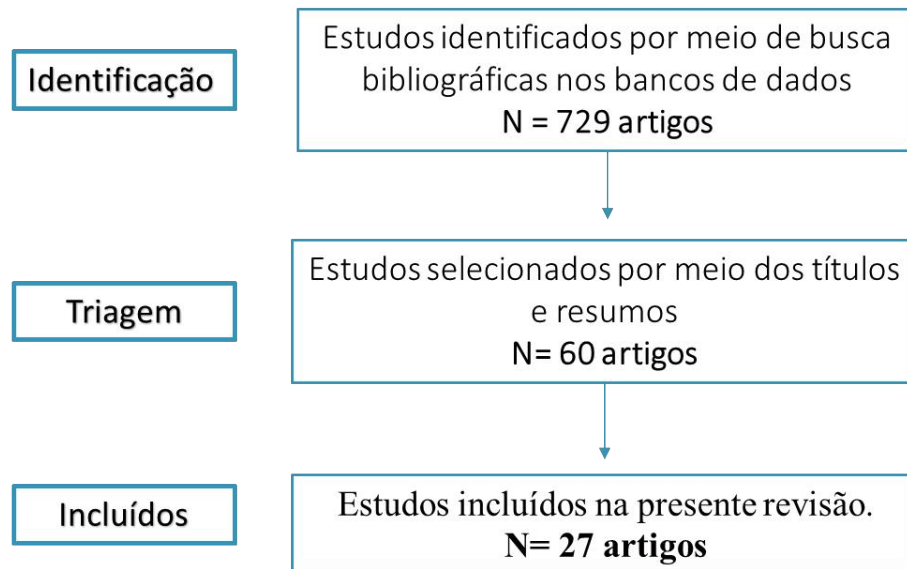 Identificação
Estudos identificados por meio de busca
bibliográficas nos bancos de dados
N = 729 artigos
Triagem
Estudos selecionados por meio dos títulos
e resumos
N= 60 artigos
Incluídos
Estudos incluídos na presente revisão.
N= 27 artigos